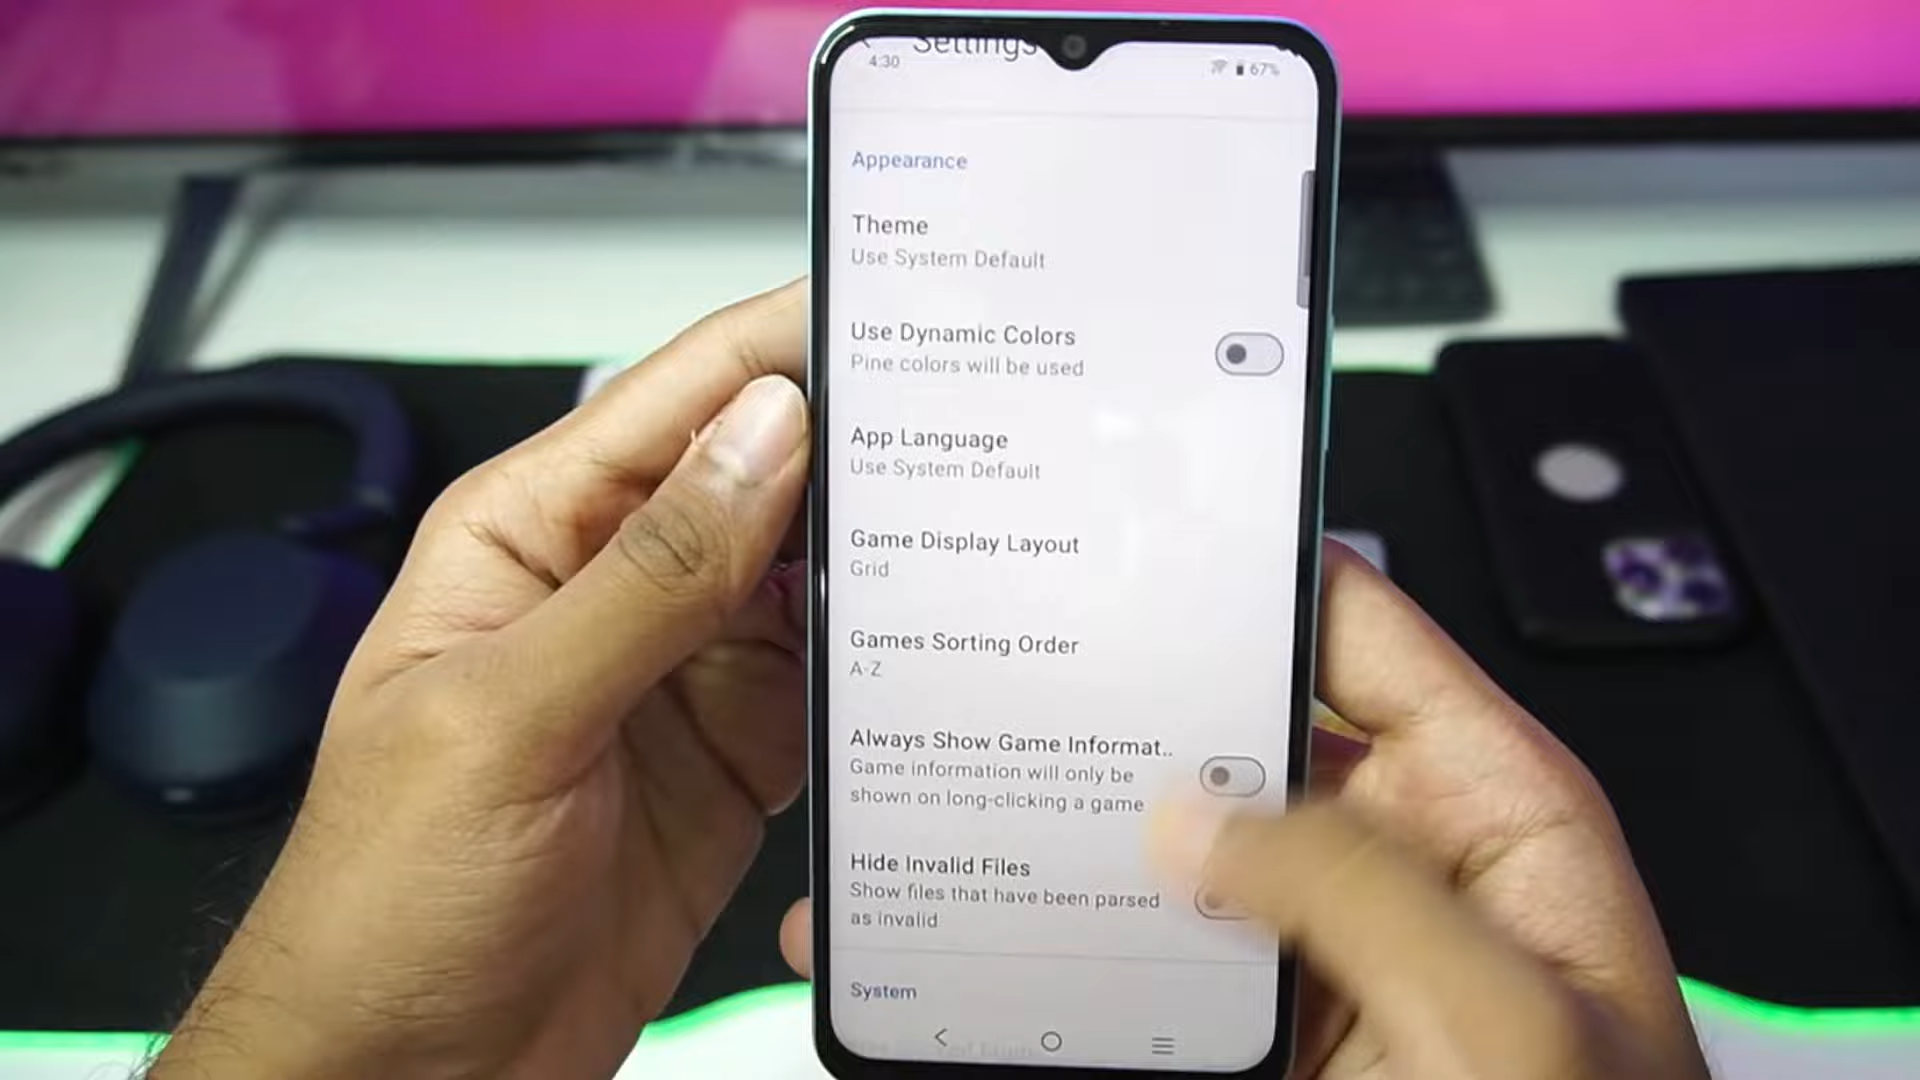 Settings
4:30
67%
Appearance
Theme
Use System Default
Use Dynamic Colors
Pine colors will be used
App Language
Use System Default
Game Display Layout
Grid
Games Sorting Order
A-Z
Always Show Game Informat..
Game information will only be
shown on long-clicking a game
Hide Invalid Files
Show files that have been parsed
as invalid
System